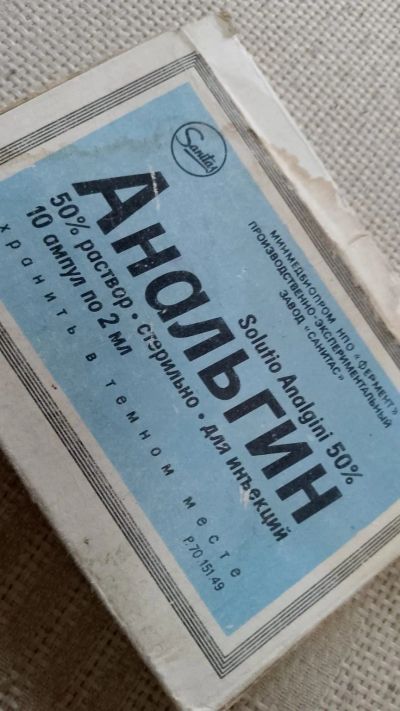 Sanitas
МИНМЕДБИОПРОМ НПО «ФЕРМЕНТ»
ПРОИЗВОДСТВЕННО-ЭКСПЕРИМЕНТАЛЬНЫЙ
ЗАВОД «САНИТАС»
Solutio Analgini 50%
Анальгин
50% раствор • стерильно • для инъекций
10 ампул по 2 мл
хранить в темном месте
Р.70.151.49